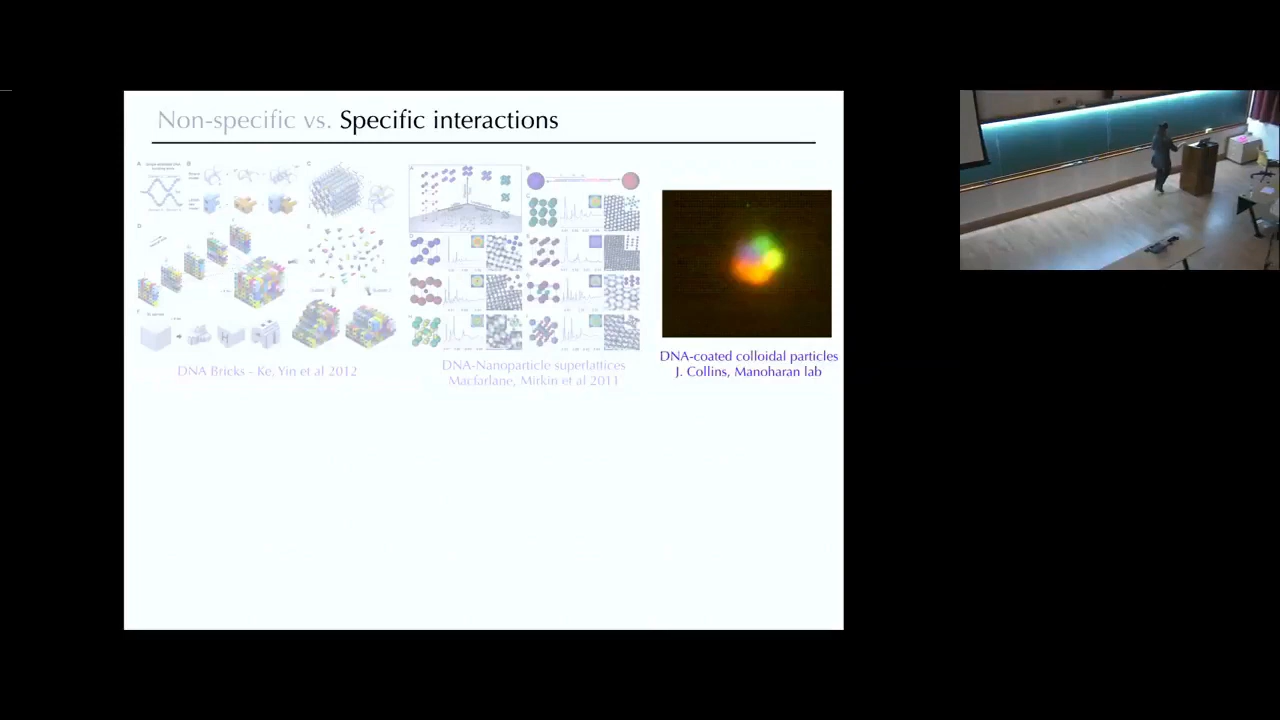 Non-specific vs. Specific interactions
DNA Bricks - Ke, Yin et al 2012
DNA-Nanoparticle superlattices
Macfarlane, Mirkin et al 2011
DNA-coated colloidal particles
J. Collins, Manoharan lab